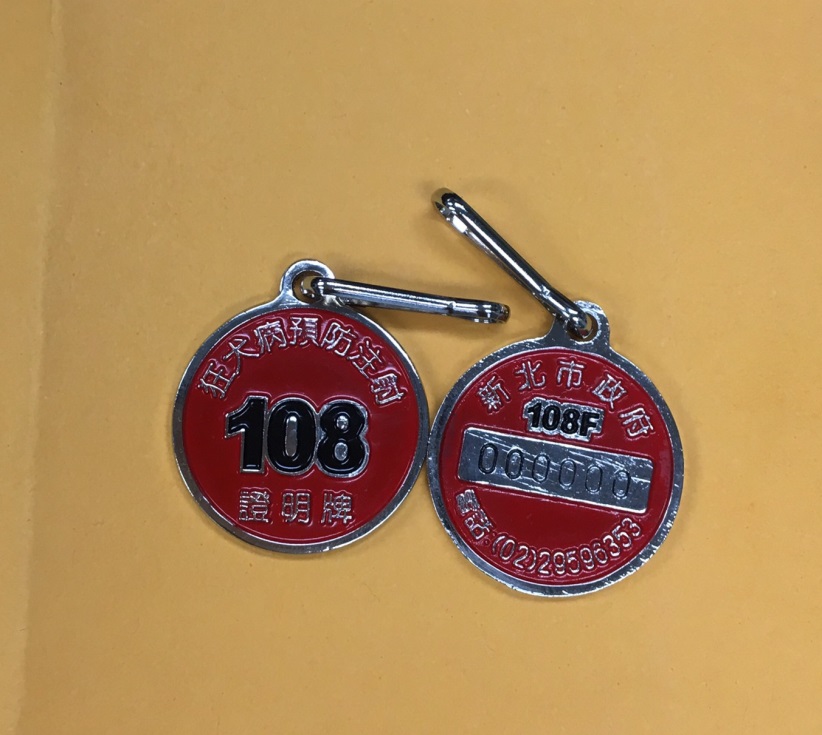 狂犬病預防注射
108
證明牌
新北市政府
108F
000000
電話:(02)29596353